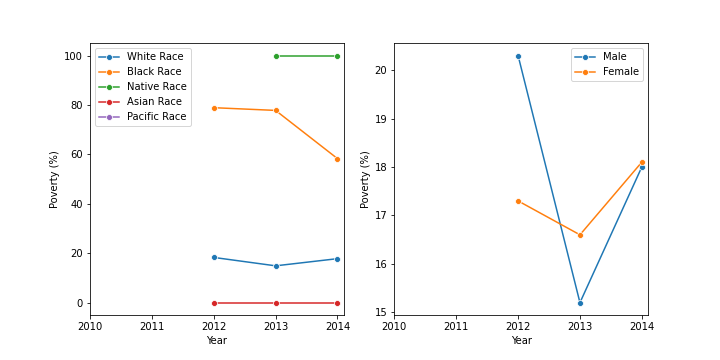 100
80
60
40
20
0
Poverty (%)
2010 2011 2012 2013 2014
Year
White Race
Black Race
Native Race
Asian Race
Pacific Race
20
19
18
17
16
15
Poverty (%)
2010 2011 2012 2013 2014
Year
Male
Female